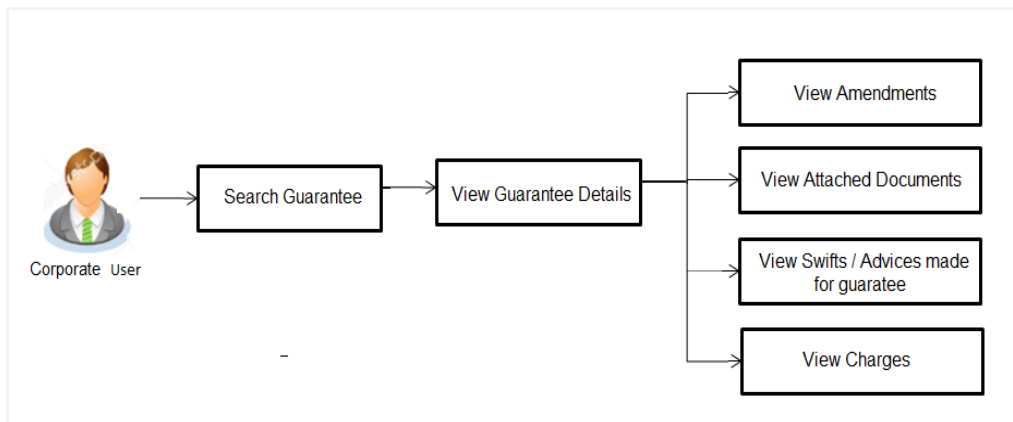 View Amendments
Search Guarantee
View Guarantee Details
View Attached Documents
Corporate User
View Swifts / Advices made
for guaratee
–
View Charges